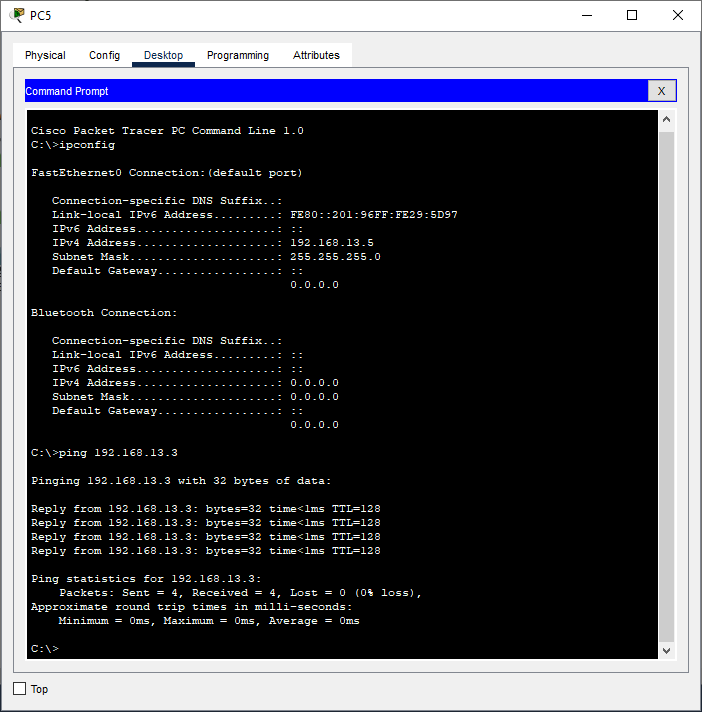 PC5
Physical Config Desktop Programming Attributes
Command Prompt X
Cisco Packet Tracer PC Command Line 1.0
C:\>ipconfig
FastEthernet0 Connection:(default port)
Connection-specific DNS Suffix..:
Link-local IPv6 Address.........: FE80::201:96FF:FE29:5D97
IPv6 Address....................: ::
IPv4 Address....................: 192.168.13.5
Subnet Mask.....................: 255.255.255.0
Default Gateway.................: ::
0.0.0.0
Bluetooth Connection:
Connection-specific DNS Suffix..:
Link-local IPv6 Address.........: ::
IPv6 Address....................: ::
IPv4 Address....................: 0.0.0.0
Subnet Mask.....................: 0.0.0.0
Default Gateway.................: ::
0.0.0.0
C:\>ping 192.168.13.3
Pinging 192.168.13.3 with 32 bytes of data:
Reply from 192.168.13.3: bytes=32 time<1ms TTL=128
Reply from 192.168.13.3: bytes=32 time<1ms TTL=128
Reply from 192.168.13.3: bytes=32 time<1ms TTL=128
Reply from 192.168.13.3: bytes=32 time<1ms TTL=128
Ping statistics for 192.168.13.3:
Packets: Sent = 4, Received = 4, Lost = 0 (0% loss),
Approximate round trip times in milli-seconds:
Minimum = 0ms, Maximum = 0ms, Average = 0ms
C:\>
Top